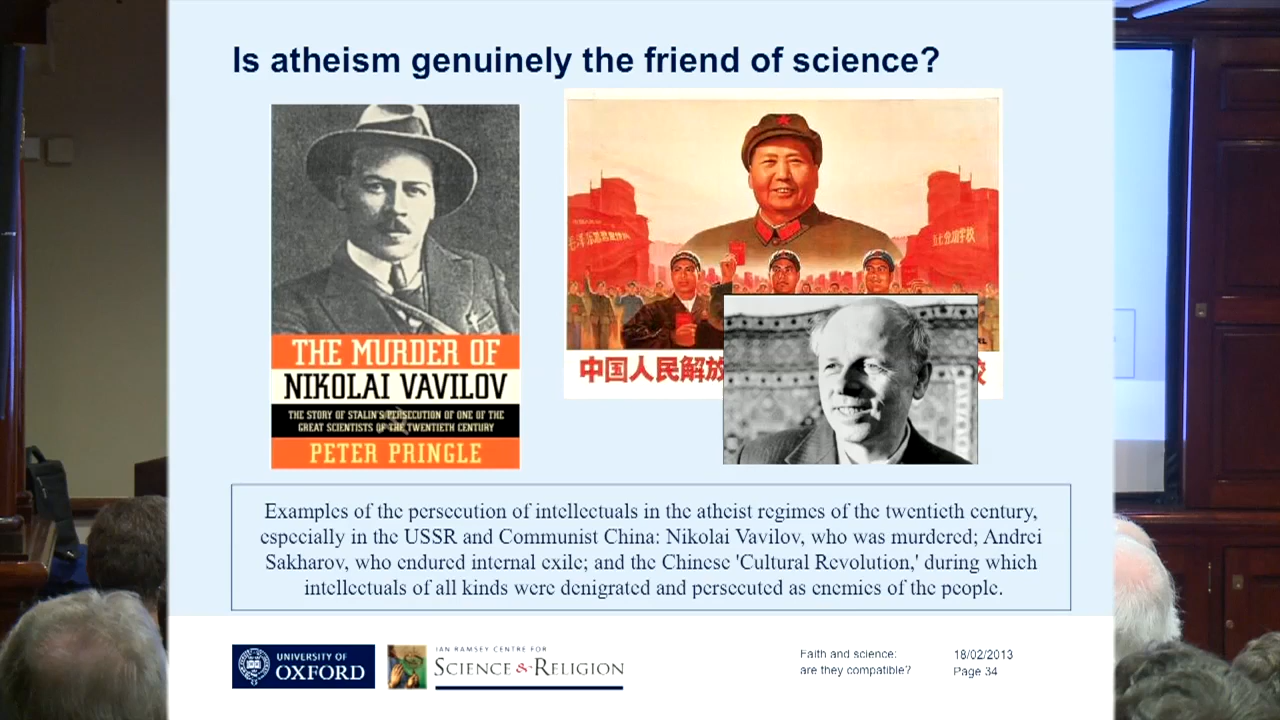 Is atheism genuinely the friend of science?
THE MURDER OF
NIKOLAI VAVILOV
THE STORY OF STALIN'S PERSECUTION OF ONE OF THE
GREAT SCIENTISTS OF THE TWENTIETH CENTURY
PETER PRINGLE
中国人民解放
校
Examples of the persecution of intellectuals in the atheist regimes of the twentieth century,
especially in the USSR and Communist China: Nikolai Vavilov, who was murdered; Andrei
Sakharov, who endured internal exile; and the Chinese 'Cultural Revolution,' during which
intellectuals of all kinds were denigrated and persecuted as enemies of the people.
UNIVERSITY OF
OXFORD
IAN RAMSEY CENTRE FOR
SCIENCE & RELIGION
Faith and science:
are they compatible?
18/02/2013
Page 34